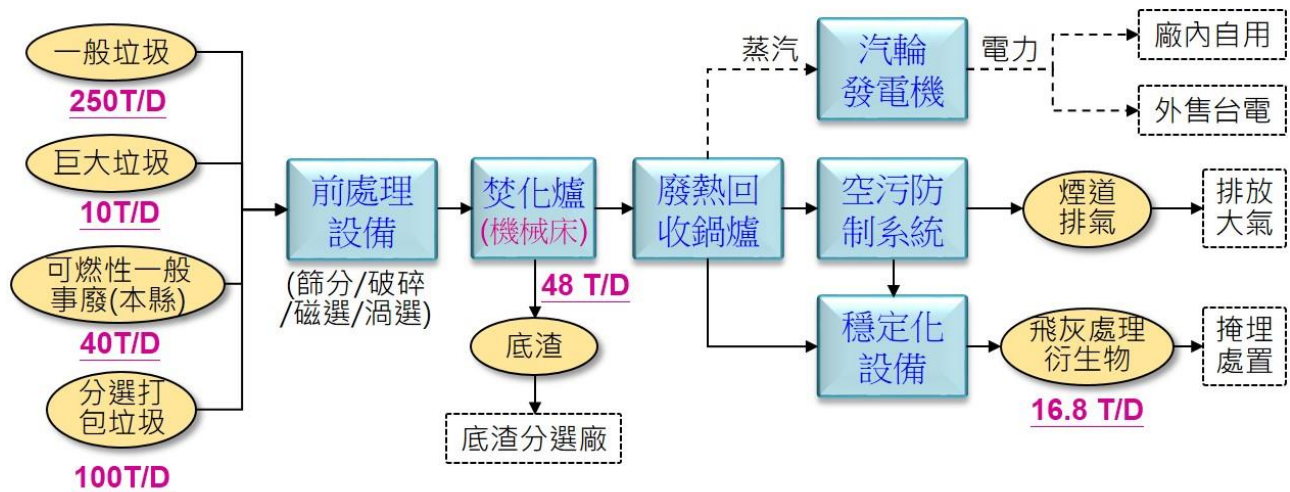 一般垃圾
250T/D
巨大垃圾
10T/D
可燃性一般
事廢(本縣)
40T/D
分選打
包垃圾
100T/D
前處理
設備
(篩分/破碎
/磁選/渦選)
焚化爐
(機械床)
48 T/D
底渣
底渣分選廠
廢熱回
收鍋爐
蒸汽
汽輪
發電機
電力
廠內自用
外售台電
空污防
制系統
煙道
排氣
排放
大氣
穩定化
設備
飛灰處理
衍生物
16.8 T/D
掩埋
處置